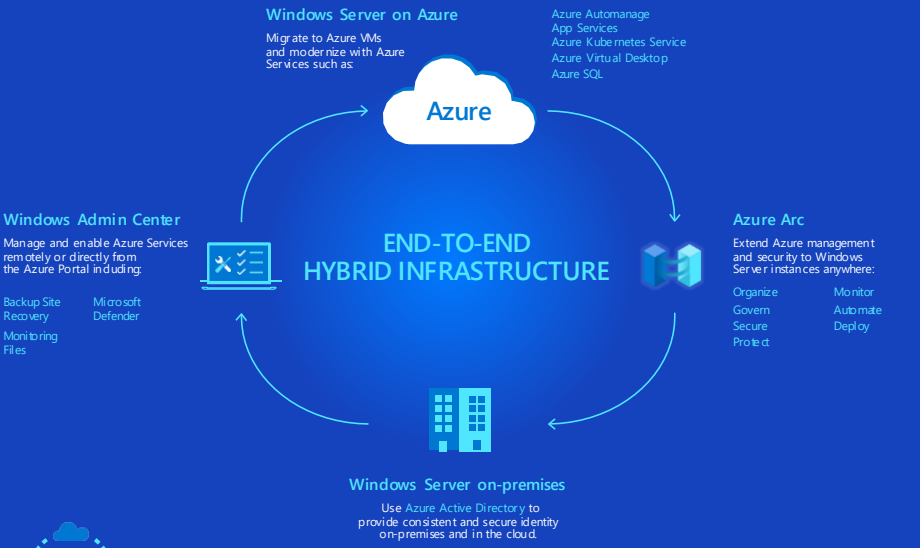 Windows Server on Azure
Migrate to Azure VMs
and modernize with Azure
Services such as:
Azure Automanage
App Services
Azure Kubernetes Service
Azure Virtual Desktop
Azure SQL
Azure
Windows Admin Center
Manage and enable Azure Services
remotely or directly from
the Azure Portal including:
Backup Site
Recovery
Microsoft
Defender
Monitoring
Files
END-TO-END
HYBRID INFRASTRUCTURE
Azure Arc
Extend Azure management
and security to Windows
Server instances anywhere:
Organize
Govern
Secure
Protect
Monitor
Automate
Deploy
Windows Server on-premises
Use Azure Active Directory to
provide consistent and secure identity
on-premises and in the cloud.